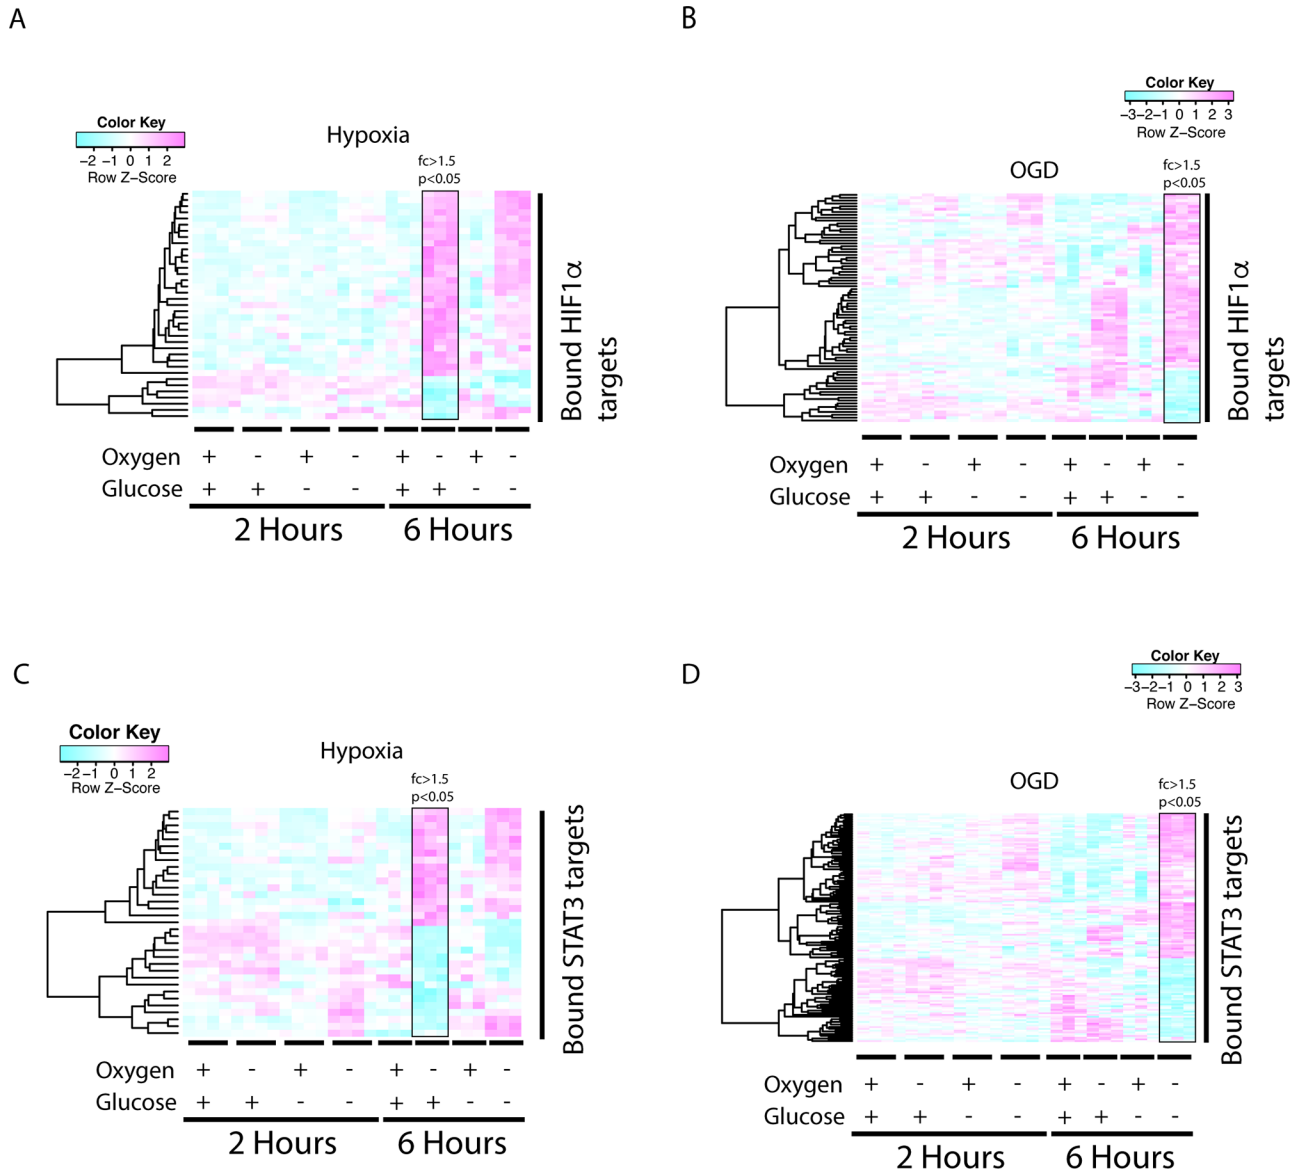 A
Color Key
−2 −1 0 1 2
Row Z−Score
Hypoxia
fc>1.5
p<0.05
Bound HIF1α
targets
Oxygen + - + - + - + -
Glucose + + - - + + - -
2 Hours 6 Hours
B
Color Key
−3−2−1 0 1 2 3
Row Z−Score
OGD
fc>1.5
p<0.05
Bound HIF1α
targets
Oxygen + - + - + - + -
Glucose + + - - + + - -
2 Hours 6 Hours
C
Color Key
−2 −1 0 1 2
Row Z−Score
Hypoxia
fc>1.5
p<0.05
Bound STAT3 targets
Oxygen + - + - + - + -
Glucose + + - - + + - -
2 Hours 6 Hours
D
Color Key
−3−2−1 0 1 2 3
Row Z−Score
OGD
fc>1.5
p<0.05
Bound STAT3 targets
Oxygen + - + - + - + -
Glucose + + - - + + - -
2 Hours 6 Hours